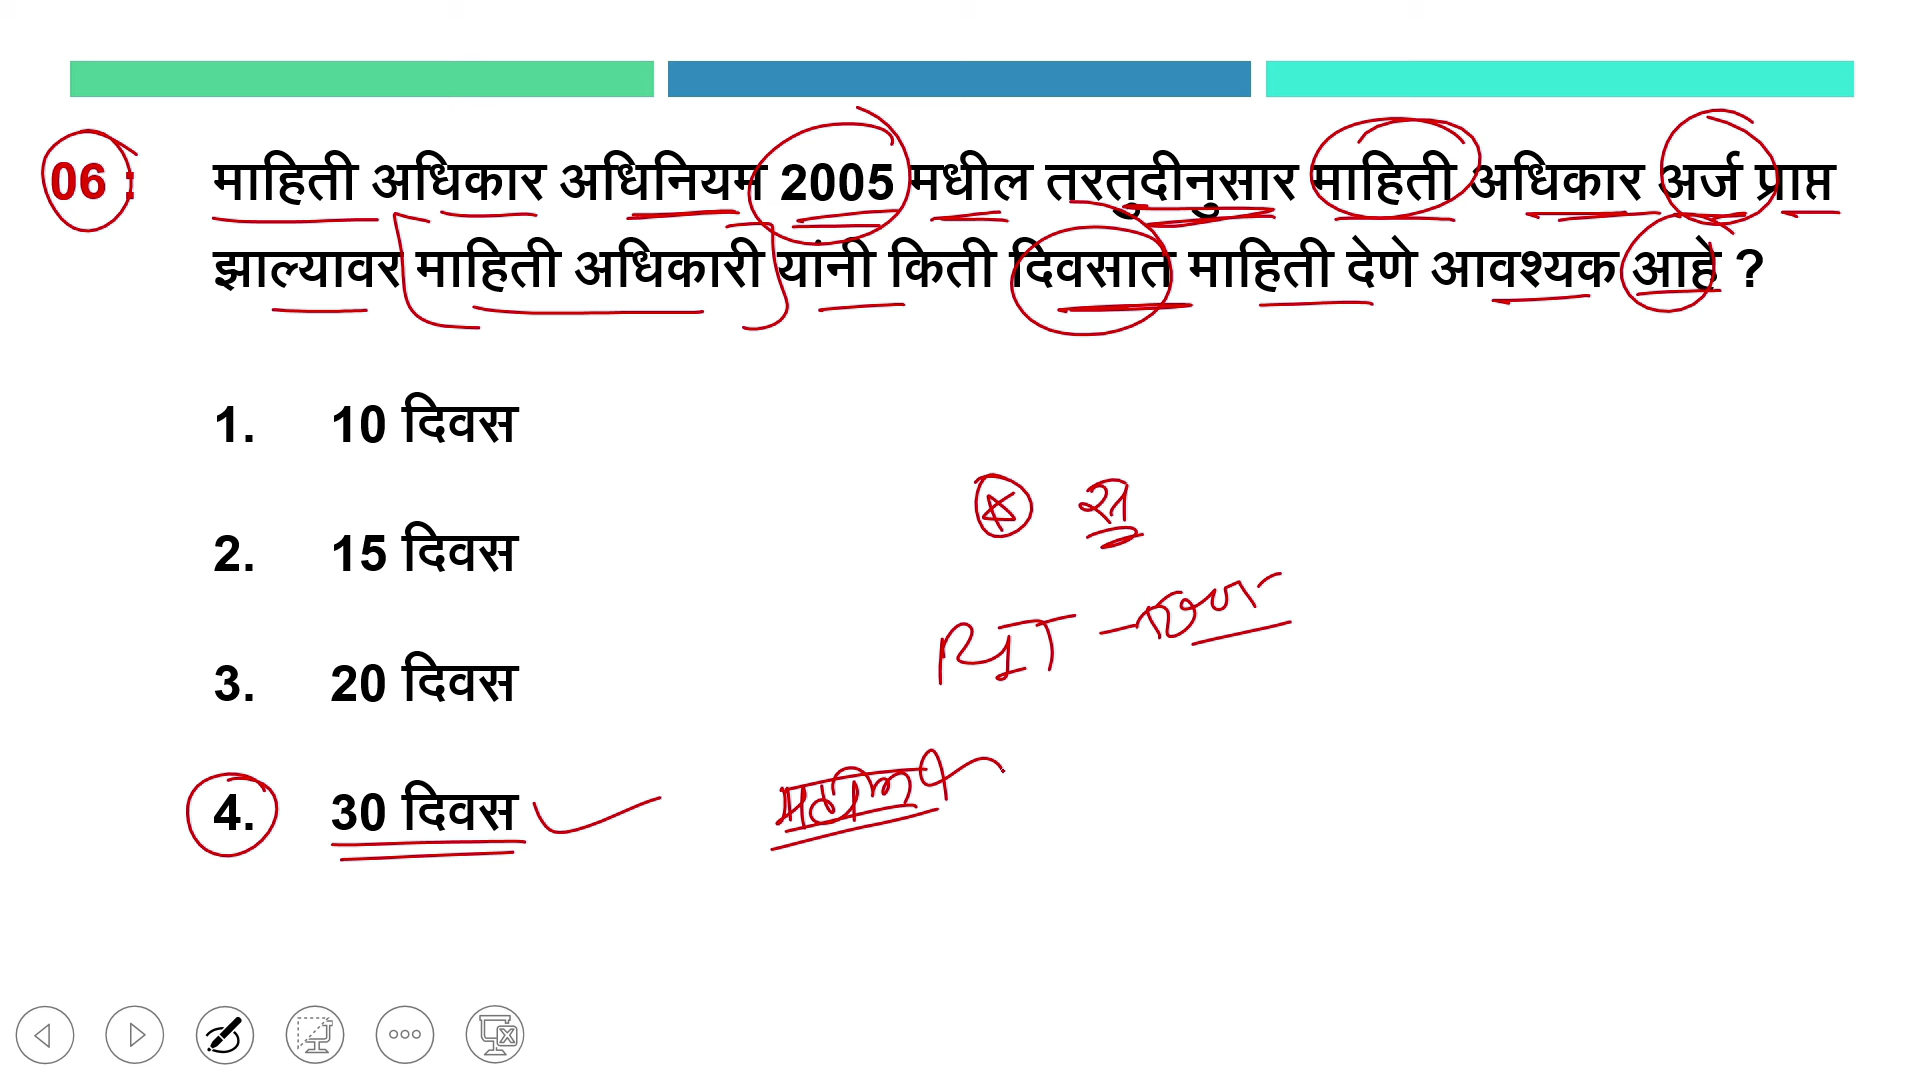 06 : माहिती अधिकार अधिनियम 2005 मधील तरतुदीनुसार माहिती अधिकार अर्ज प्राप्त
झाल्यावर माहिती अधिकारी यांनी किती दिवसात माहिती देणे आवश्यक आहे ?
1. 10 दिवस
2. 15 दिवस
3. 20 दिवस
4. 30 दिवस